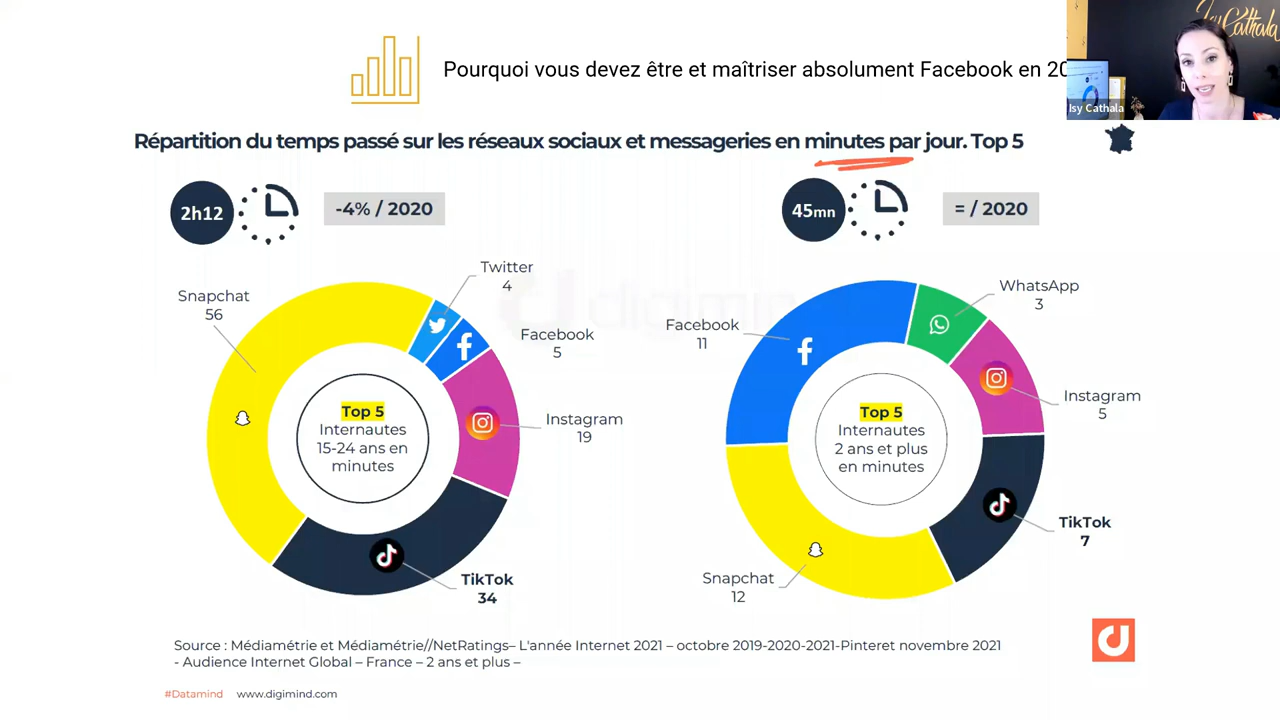 Isy Cathala
Pourquoi vous devez être et maîtriser absolument Facebook en 20
Isy Cathala
Répartition du temps passé sur les réseaux sociaux et messageries en minutes par jour. Top 5
2h12
-4% / 2020
45mn
= / 2020
Twitter
4
Snapchat
56
Facebook
5
Instagram
19
TikTok
34
Top 5
Internautes
15-24 ans en
minutes
digimind
WhatsApp
3
Facebook
11
Instagram
5
TikTok
7
Snapchat
12
Top 5
Internautes
2 ans et plus
en minutes
Source : Médiamétrie et Médiamétrie//NetRatings– L'année Internet 2021 – octobre 2019-2020-2021-Pinteret novembre 2021
- Audience Internet Global – France – 2 ans et plus –
#Datamind www.digimind.com